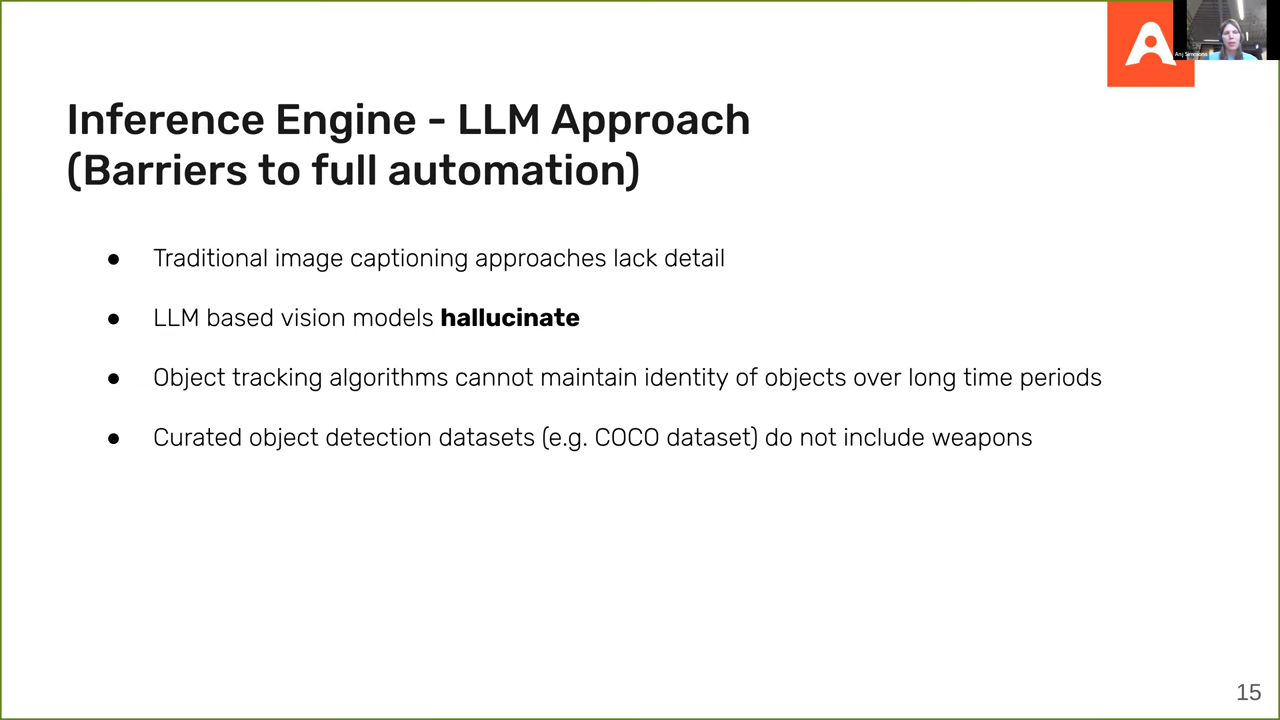 Inference Engine - LLM Approach
(Barriers to full automation)
● Traditional image captioning approaches lack detail
● LLM based vision models hallucinate
● Object tracking algorithms cannot maintain identity of objects over long time periods
● Curated object detection datasets (e.g. COCO dataset) do not include weapons
15